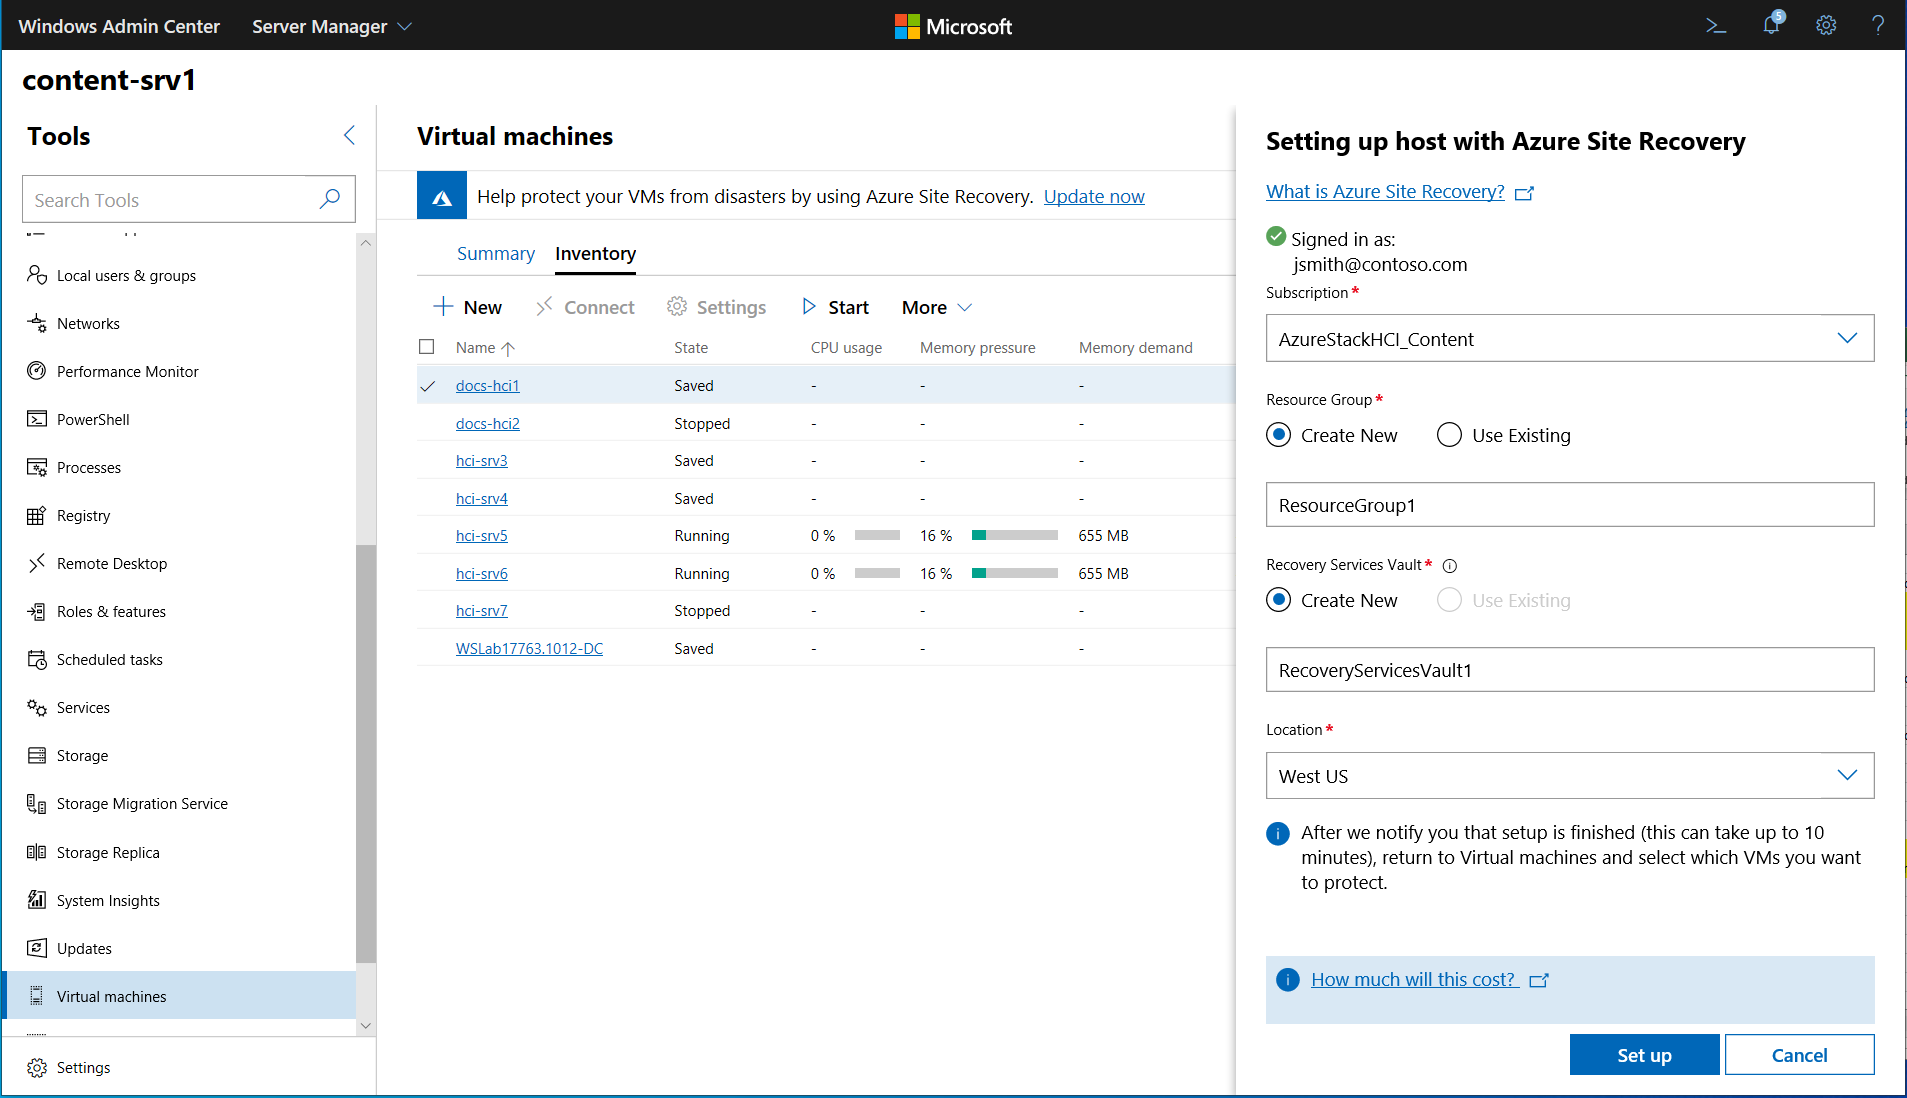 Windows Admin Center Server Manager Microsoft 5 ?
content-srv1
Tools
Search Tools
Local users & groups
Networks
Performance Monitor
PowerShell
Processes
Registry
Remote Desktop
Roles & features
Scheduled tasks
Services
Storage
Storage Migration Service
Storage Replica
System Insights
Updates
Virtual machines
Settings
Virtual machines
Help protect your VMs from disasters by using Azure Site Recovery. Update now
Summary Inventory
New Connect Settings Start More
Name State CPU usage Memory pressure Memory demand
docs-hci1 Saved - - -
docs-hci2 Stopped - - -
hci-srv3 Saved - - -
hci-srv4 Saved - - -
hci-srv5 Running 0 % 16 % 655 MB
hci-srv6 Running 0 % 16 % 655 MB
hci-srv7 Stopped - - -
WSLab17763.1012-DC Saved - - -
Setting up host with Azure Site Recovery
What is Azure Site Recovery?
Signed in as:
jsmith@contoso.com
Subscription *
AzureStackHCI_Content
Resource Group *
Create New Use Existing
ResourceGroup1
Recovery Services Vault *
Create New Use Existing
RecoveryServicesVault1
Location *
West US
After we notify you that setup is finished (this can take up to 10
minutes), return to Virtual machines and select which VMs you want
to protect.
How much will this cost?
Set up Cancel